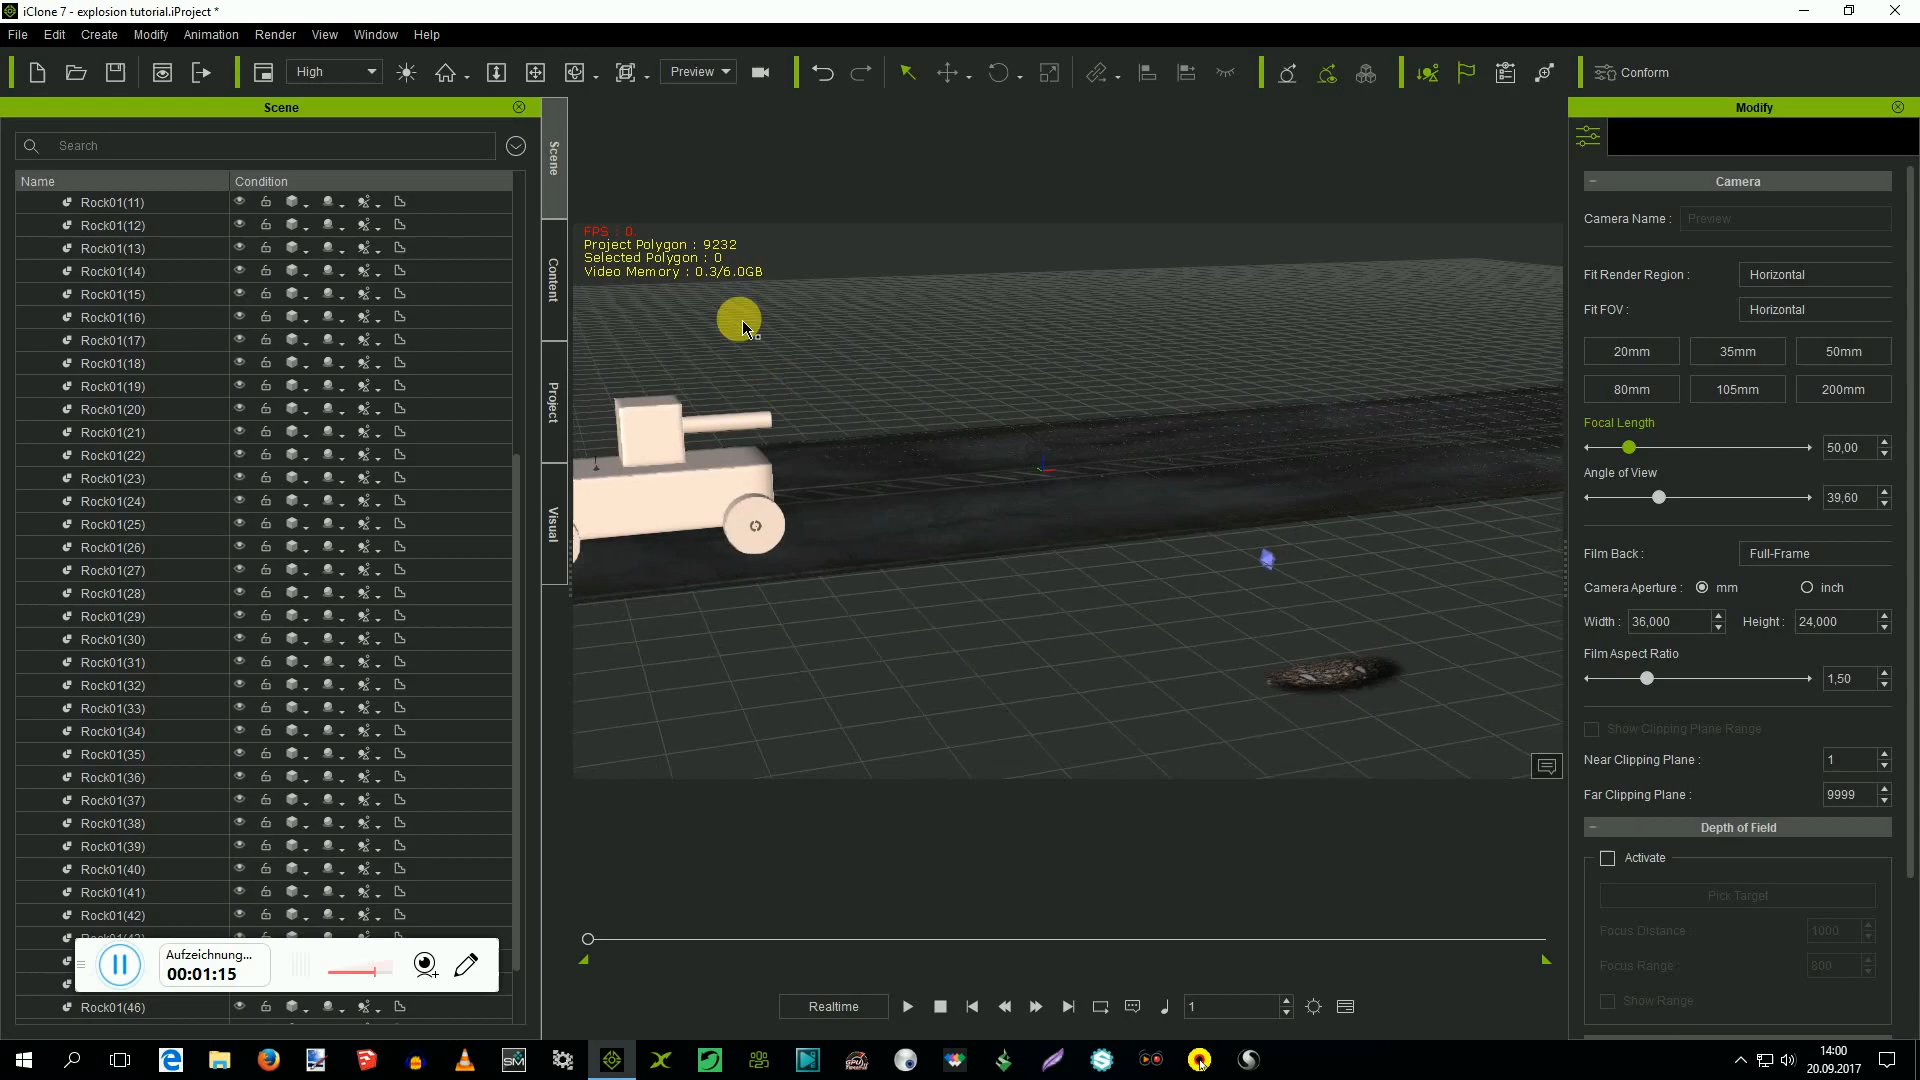 iClone 7 - explosion tutorial.iProject *
File Edit Create Modify Animation Render View Window Help
High Preview Conform
Scene
Search
Name Condition
Rock01(11)
Rock01(12)
Rock01(13)
Rock01(14)
Rock01(15)
Rock01(16)
Rock01(17)
Rock01(18)
Rock01(19)
Rock01(20)
Rock01(21)
Rock01(22)
Rock01(23)
Rock01(24)
Rock01(25)
Rock01(26)
Rock01(27)
Rock01(28)
Rock01(29)
Rock01(30)
Rock01(31)
Rock01(32)
Rock01(33)
Rock01(34)
Rock01(35)
Rock01(36)
Rock01(37)
Rock01(38)
Rock01(39)
Rock01(40)
Rock01(41)
Rock01(42)
Rock01(46)
Aufzeichnung...
00:01:15
Scene
Content
Project
Visual
FPS : 0
Project Polygon : 9232
Selected Polygon : 0
Video Memory : 0.3/6.0GB
Realtime 1
Modify
Camera
Camera Name : Preview
Fit Render Region : Horizontal
Fit FOV : Horizontal
20mm 35mm 50mm
80mm 105mm 200mm
Focal Length
50,00
Angle of View
39,60
Film Back : Full-Frame
Camera Aperture : mm inch
Width : 36,000 Height : 24,000
Film Aspect Ratio
1,50
Show Clipping Plane Range
Near Clipping Plane : 1
Far Clipping Plane : 9999
Depth of Field
Activate
Pick Target
Focus Distance : 1000
Focus Range : 800
Show Range
SM
14:00
20.09.2017